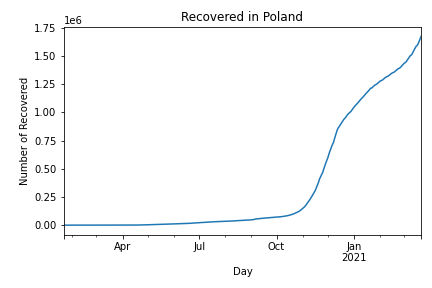 Recovered in Poland
1e6
1.75
1.50
1.25
1.00
0.75
0.50
0.25
0.00
Number of Recovered
Apr Jul Oct Jan
2021
Day